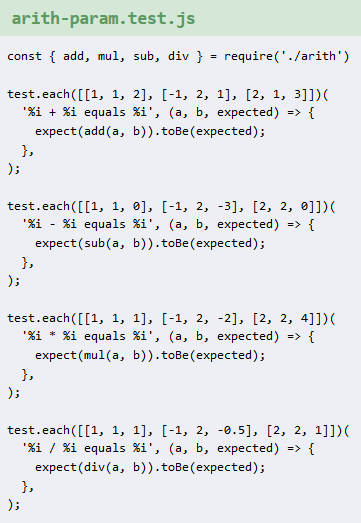 arith-param.test.js
const { add, mul, sub, div } = require('./arith')
test.each([[1, 1, 2], [-1, 2, 1], [2, 1, 3]])(
'%i + %i equals %i', (a, b, expected) => {
expect(add(a, b)).toBe(expected);
},
);
test.each([[1, 1, 0], [-1, 2, -3], [2, 2, 0]])(
'%i - %i equals %i', (a, b, expected) => {
expect(sub(a, b)).toBe(expected);
},
);
test.each([[1, 1, 1], [-1, 2, -2], [2, 2, 4]])(
'%i * %i equals %i', (a, b, expected) => {
expect(mul(a, b)).toBe(expected);
},
);
test.each([[1, 1, 1], [-1, 2, -0.5], [2, 2, 1]])(
'%i / %i equals %i', (a, b, expected) => {
expect(div(a, b)).toBe(expected);
},
);